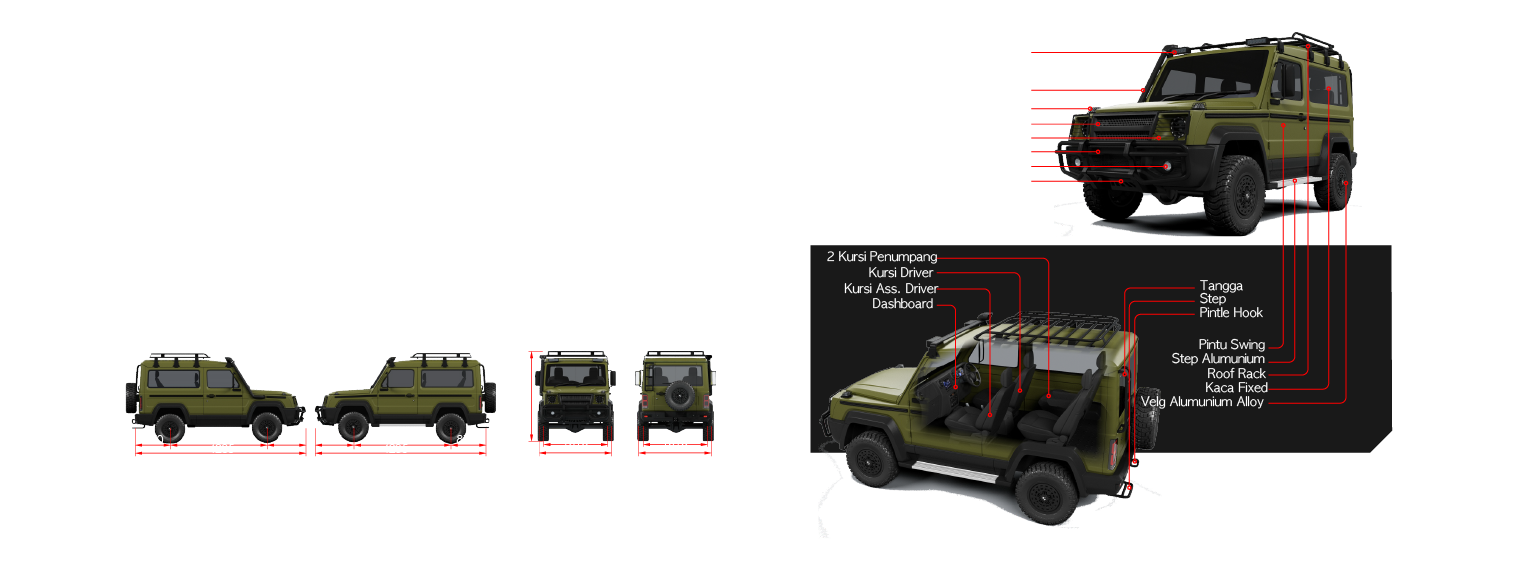 2 Kursi Penumpang
Kursi Driver
Kursi Ass. Driver
Dashboard
Tangga
Step
Pintle Hook
Pintu Swing
Step Alumunium
Roof Rack
Kaca Fixed
Velg Alumunium Alloy